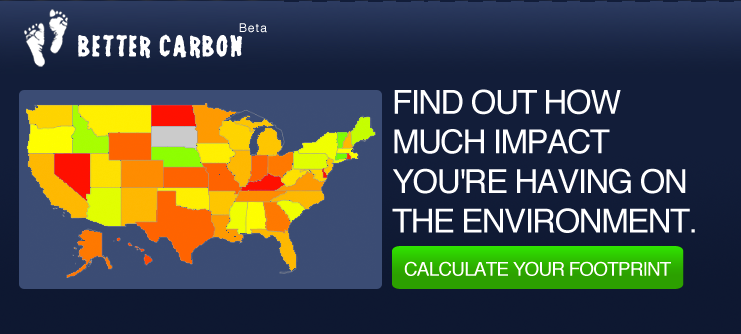 BETTER CARBON Beta
FIND OUT HOW
MUCH IMPACT
YOU'RE HAVING ON
THE ENVIRONMENT.
CALCULATE YOUR FOOTPRINT